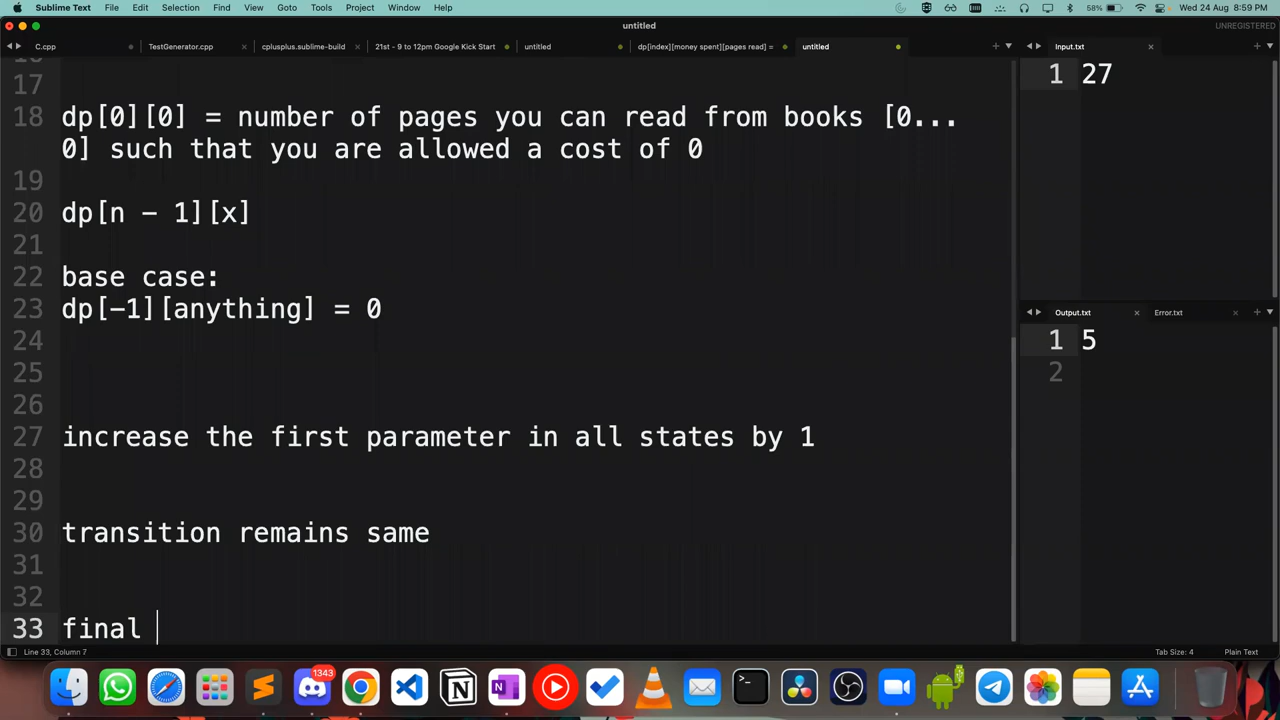 Sublime Text File Edit Selection Find View Goto Tools Project Window Help 58% Wed 24 Aug 8:59 PM
untitled UNREGISTERED
C.cpp TestGenerator.cpp cplusplus.sublime-build 21st - 9 to 12pm Google Kick Start untitled dp[index][money spent][pages read] = untitled Input.txt
17
18 dp[0][0] = number of pages you can read from books [0...
0] such that you are allowed a cost of 0
19
20 dp[n - 1][x]
21
22 base case:
23 dp[-1][anything] = 0
24
25
26
27 increase the first parameter in all states by 1
28
29
30 transition remains same
31
32
33 final
1 27
Output.txt Error.txt
1 5
2
Line 33, Column 7 Tab Size: 4 Plain Text
1343